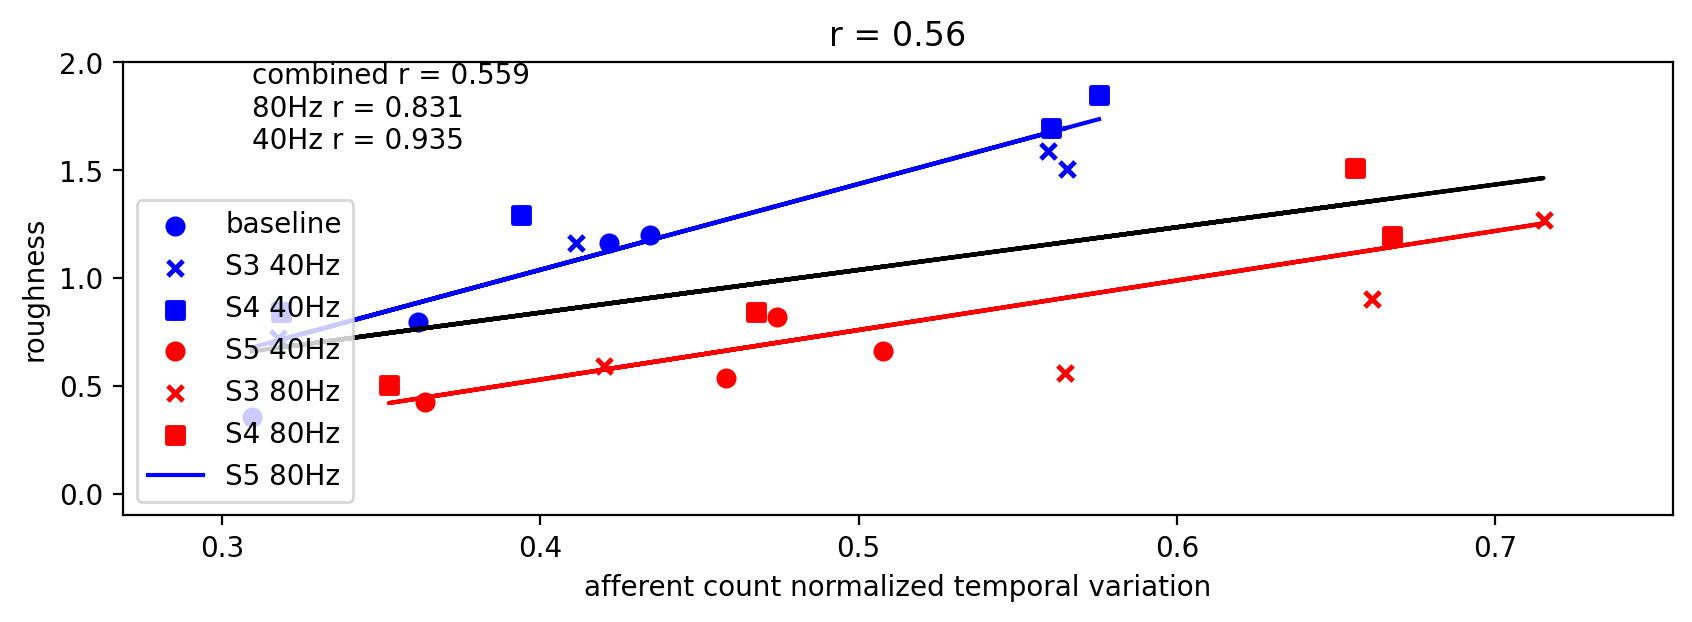 r = 0.56
combined r = 0.559
80Hz r = 0.831
40Hz r = 0.935
2.0
1.5
1.0
0.5
0.0
roughness
baseline
S3 40Hz
S4 40Hz
S5 40Hz
S3 80Hz
S4 80Hz
S5 80Hz
0.3 0.4 0.5 0.6 0.7
afferent count normalized temporal variation